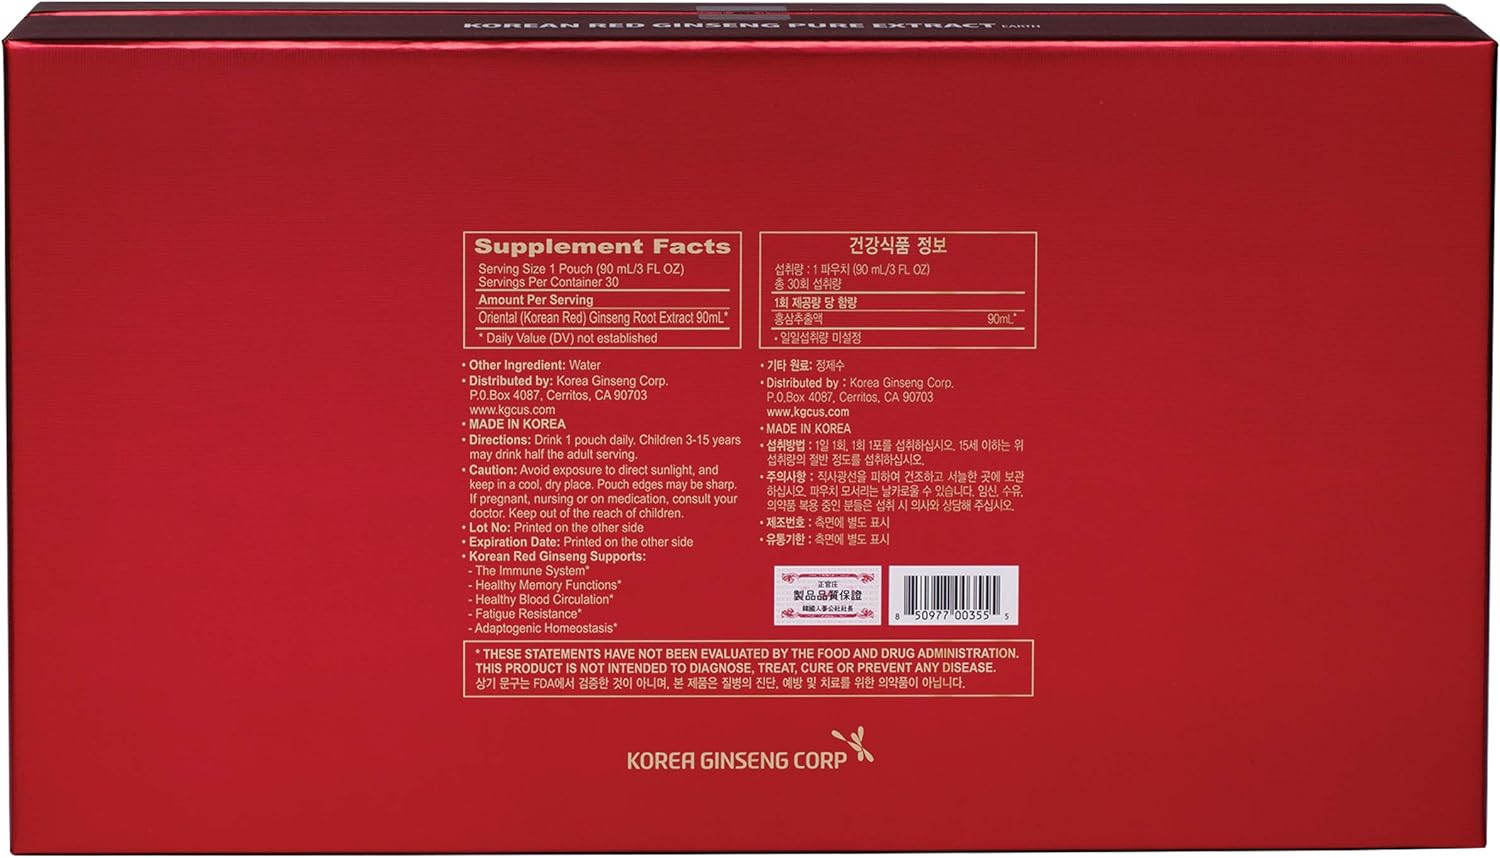 KOREAN RED GINSENG PURE EXTRACT EARTH
Supplement Facts
Serving Size 1 Pouch (90 mL/3 FL OZ)
Servings Per Container 30
Amount Per Serving
Oriental (Korean Red) Ginseng Root Extract 90mL*
* Daily Value (DV) not established
• Other Ingredient: Water
• Distributed by: Korea Ginseng Corp.
P.O.Box 4087, Cerritos, CA 90703
www.kgcus.com
• MADE IN KOREA
• Directions: Drink 1 pouch daily. Children 3-15 years
may drink half the adult serving.
• Caution: Avoid exposure to direct sunlight, and
keep in a cool, dry place. Pouch edges may be sharp.
If pregnant, nursing or on medication, consult your
doctor. Keep out of the reach of children.
• Lot No: Printed on the other side
• Expiration Date: Printed on the other side
• Korean Red Ginseng Supports:
- The Immune System*
- Healthy Memory Functions*
- Healthy Blood Circulation*
- Fatigue Resistance*
- Adaptogenic Homeostasis*
건강식품 정보
섭취량 : 1 파우치 (90 mL/3 FL OZ)
총 30회 섭취량
1회 제공량 당 함량
홍삼추출액 90mL*
• 일일섭취량 미설정
• 기타 원료: 정제수
• Distributed by : Korea Ginseng Corp.
P.O.Box 4087, Cerritos, CA 90703
www.kgcus.com
• MADE IN KOREA
• 섭취방법 : 1일 1회, 1회 1포를 섭취하십시오. 15세 이하는 위
섭취량의 절반 정도를 섭취하십시오.
• 주의사항 : 직사광선을 피하여 건조하고 서늘한 곳에 보관
하십시오. 파우치 모서리는 날카로울 수 있습니다. 임신, 수유,
의약품 복용 중인 분들은 섭취 시 의사와 상담해 주십시오.
• 제조번호 : 측면에 별도 표시
• 유통기한 : 측면에 별도 표시
正官庄
製品品質保證
韓國人蔘公社社長
8 50977 00355 5
* THESE STATEMENTS HAVE NOT BEEN EVALUATED BY THE FOOD AND DRUG ADMINISTRATION.
THIS PRODUCT IS NOT INTENDED TO DIAGNOSE, TREAT, CURE OR PREVENT ANY DISEASE.
상기 문구는 FDA에서 검증한 것이 아니며, 본 제품은 질병의 진단, 예방 및 치료를 위한 의약품이 아닙니다.
KOREA GINSENG CORP